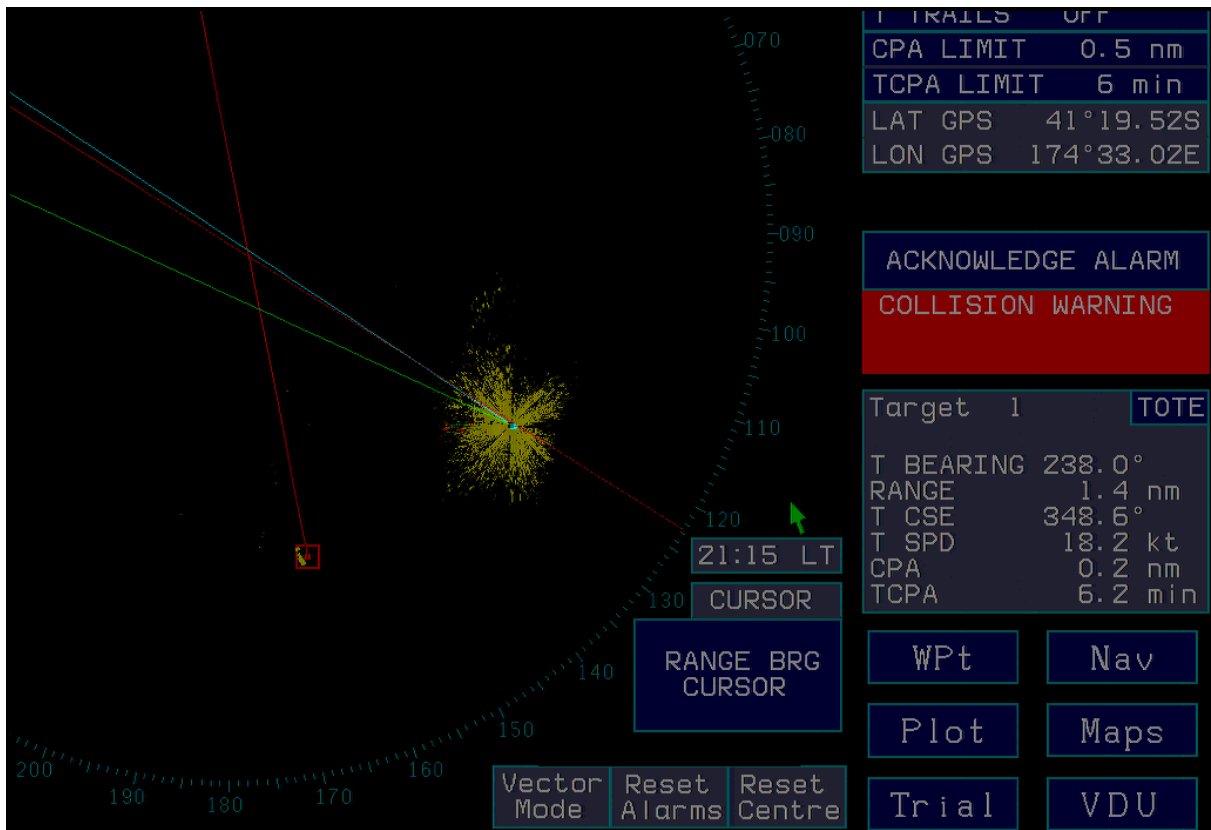 T TRAILS OFF
CPA LIMIT 0.5 nm
TCPA LIMIT 6 min
LAT GPS 41°19.52S
LON GPS 174°33.02E
ACKNOWLEDGE ALARM
COLLISION WARNING
Target 1 TOTE
T BEARING 238.0°
RANGE 1.4 nm
T CSE 348.6°
T SPD 18.2 kt
CPA 0.2 nm
TCPA 6.2 min
WPt Nav
Plot Maps
Trial VDU
070
080
090
100
110
120
130
140
150
160
170
180
190
200
21:15 LT
CURSOR
RANGE BRG
CURSOR
Vector
Mode
Reset
Alarms
Reset
Centre